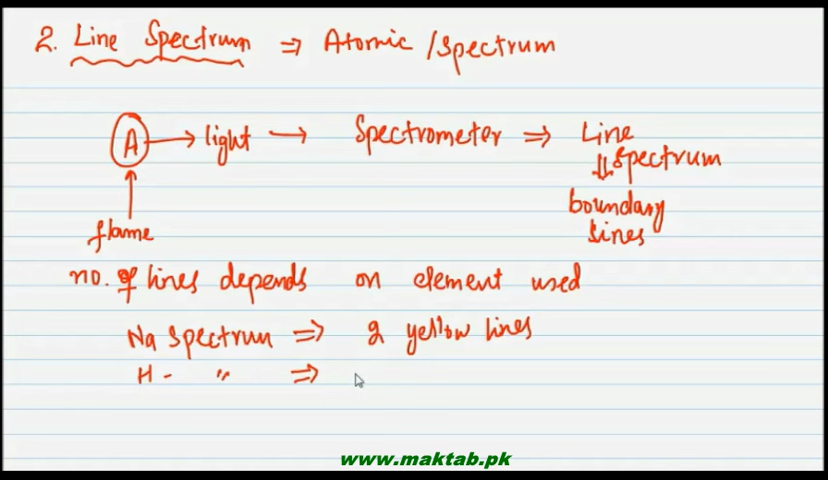 2. Line Spectrum ⇒ Atomic / Spectrum
A → light → Spectrometer ⇒ Line
spectrum
⇓
boundary
lines
↑
flame
no. of lines depends on element used
Na spectrum ⇒ 2 yellow lines
H - " ⇒
www.maktab.pk